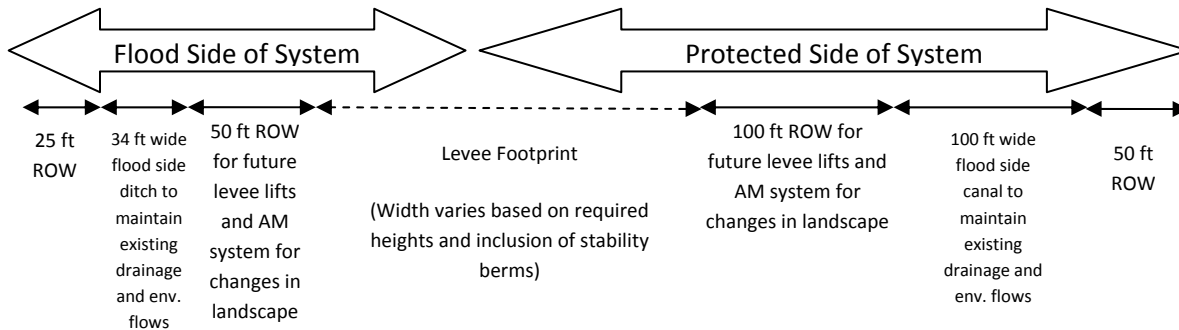 Flood Side of System
Protected Side of System
25 ft
ROW
34 ft wide
flood side
ditch to
maintain
existing
drainage
and env.
flows
50 ft ROW
for future
levee lifts
and AM
system for
changes in
landscape
Levee Footprint
(Width varies based on required
heights and inclusion of stability
berms)
100 ft ROW for
future levee lifts and
AM system for
changes in landscape
100 ft wide
flood side
canal to
maintain
existing
drainage and
env. flows
50 ft
ROW